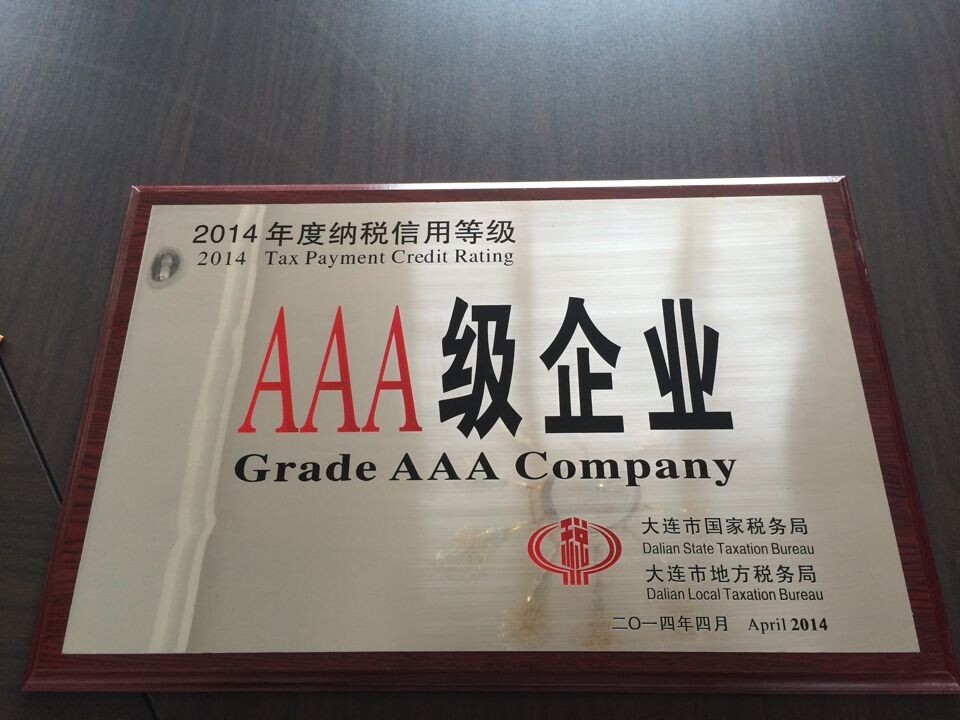 2014年度纳税信用等级
2014 Tax Payment Credit Rating
AAA级企业
Grade AAA Company
税
大连市国家税务局
Dalian State Taxation Bureau
大连市地方税务局
Dalian Local Taxation Bureau
二〇一四年四月 April 2014